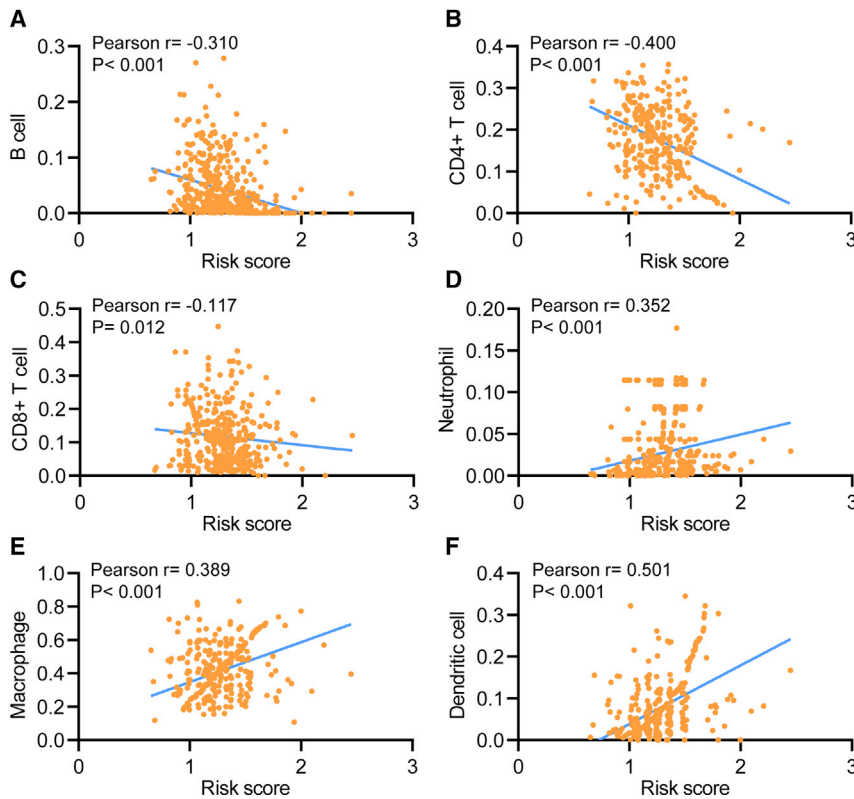 A
Pearson r= -0.310
P< 0.001
B cell
0.3
0.2
0.1
0.0
0 1 2 3
Risk score
B
Pearson r= -0.400
P< 0.001
CD4+ T cell
0.4
0.3
0.2
0.1
0.0
0 1 2 3
Risk score
C
Pearson r= -0.117
P= 0.012
CD8+ T cell
0.5
0.4
0.3
0.2
0.1
0.0
0 1 2 3
Risk score
D
Pearson r= 0.352
P< 0.001
Neutrophil
0.20
0.15
0.10
0.05
0.00
0 1 2 3
Risk score
E
Pearson r= 0.389
P< 0.001
Macrophage
1.0
0.8
0.6
0.4
0.2
0.0
0 1 2 3
Risk score
F
Pearson r= 0.501
P< 0.001
Dendritic cell
0.4
0.3
0.2
0.1
0.0
0 1 2 3
Risk score